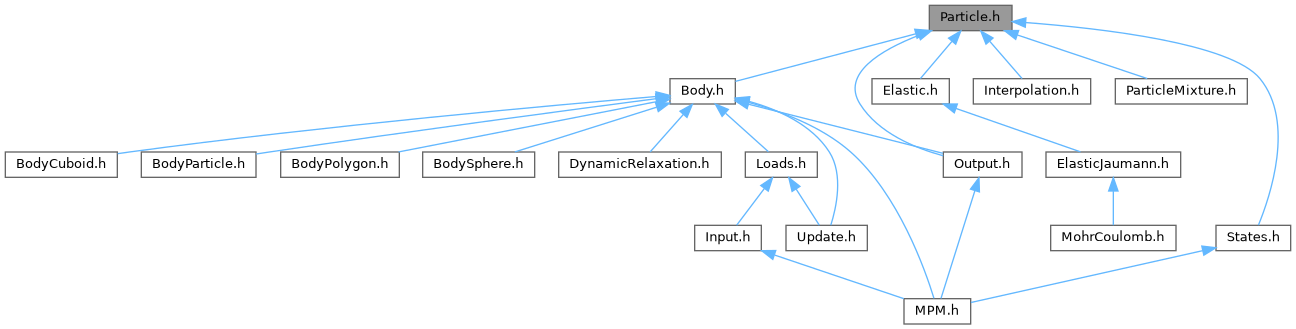 Particle.h
Body.h
Elastic.h
Interpolation.h
ParticleMixture.h
BodyCuboid.h
BodyParticle.h
BodyPolygon.h
BodySphere.h
DynamicRelaxation.h
Loads.h
Output.h
ElasticJaumann.h
Input.h
Update.h
MohrCoulomb.h
States.h
MPM.h